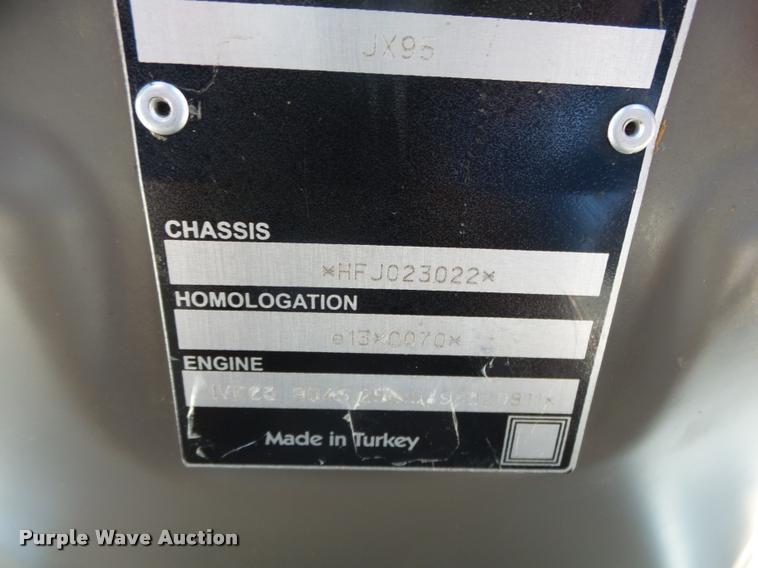 JX95
CHASSIS
*HFJ023022*
HOMOLOGATION
e13*0070*
ENGINE
Made in Turkey
Purple Wave Auction